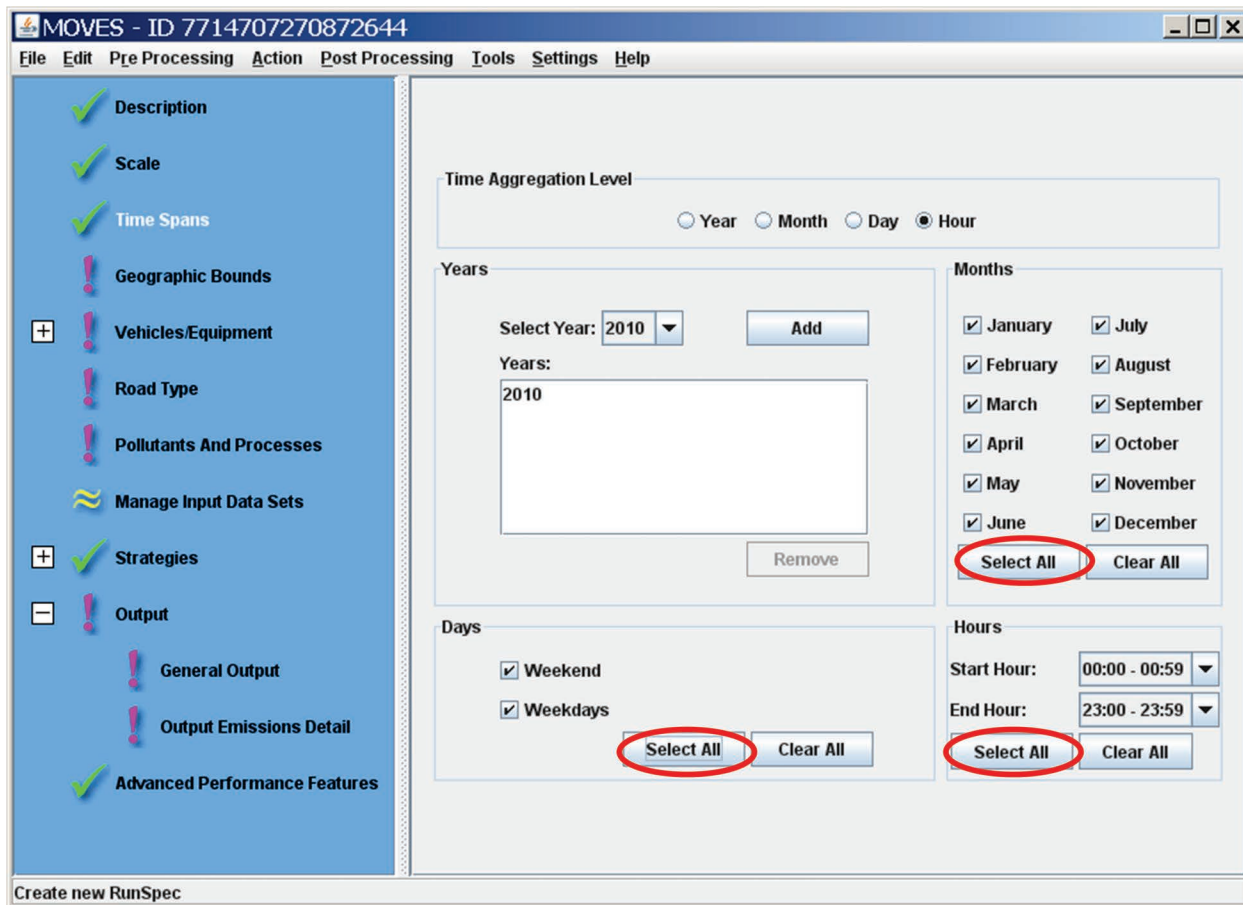 MOVES - ID 7714707270872644
File Edit Pre Processing Action Post Processing Tools Settings Help
Description
Scale
Time Spans
Geographic Bounds
Vehicles/Equipment
Road Type
Pollutants And Processes
Manage Input Data Sets
Strategies
Output
General Output
Output Emissions Detail
Advanced Performance Features
Time Aggregation Level
Year Month Day Hour
Years
Select Year: 2010 Add
Years:
2010
Remove
Months
January July
February August
March September
April October
May November
June December
Select All Clear All
Days
Weekend
Weekdays
Select All Clear All
Hours
Start Hour: 00:00 - 00:59
End Hour: 23:00 - 23:59
Select All Clear All
Create new RunSpec